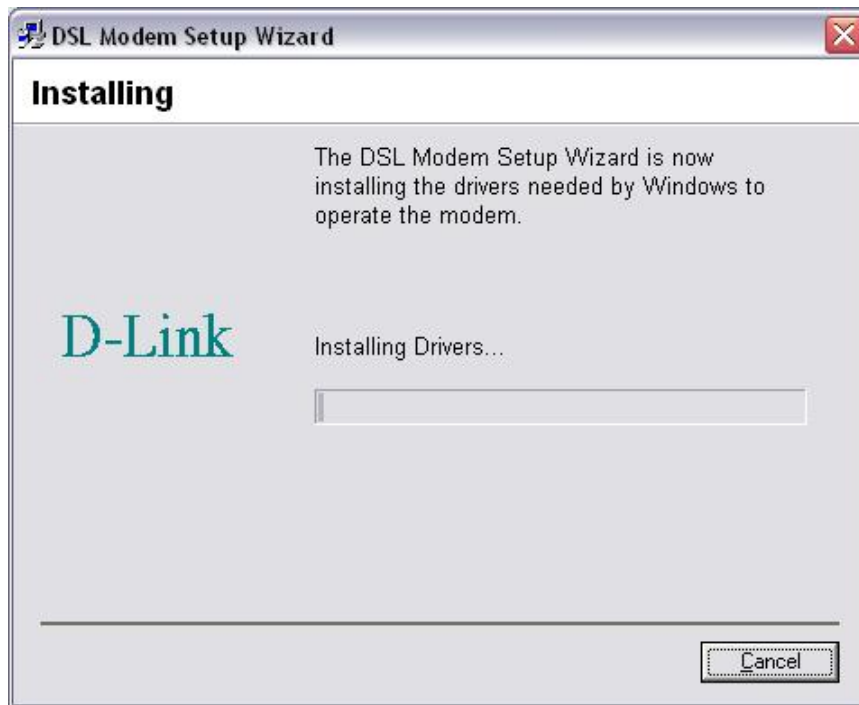 DSL Modem Setup Wizard
Installing
The DSL Modem Setup Wizard is now
installing the drivers needed by Windows to
operate the modem.
D-Link
Installing Drivers...
Cancel